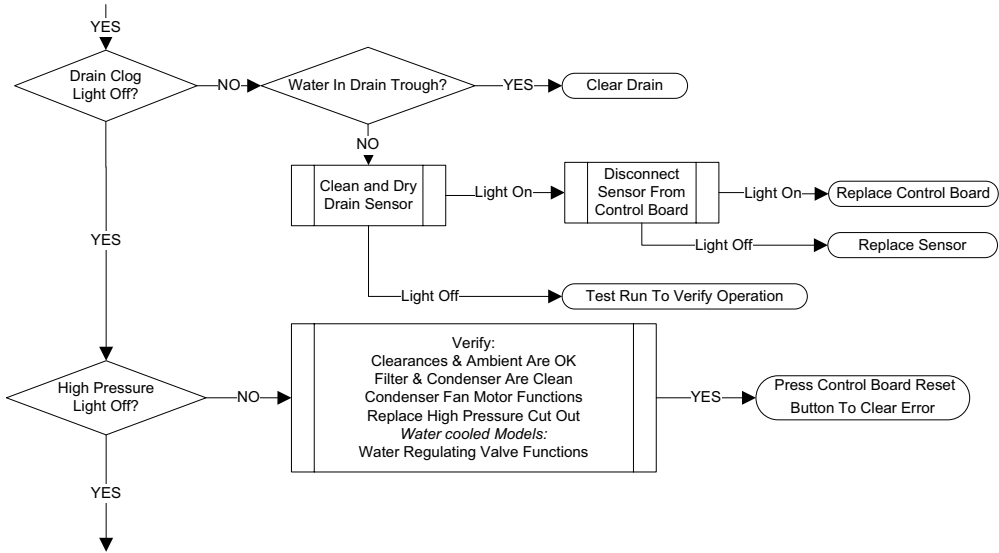 YES
Drain Clog
Light Off?
NO
Water In Drain Trough?
YES
Clear Drain
NO
Clean and Dry
Drain Sensor
Light On
Disconnect
Sensor From
Control Board
Light On
Replace Control Board
Light Off
Replace Sensor
Light Off
Test Run To Verify Operation
YES
High Pressure
Light Off?
NO
Verify:
Clearances & Ambient Are OK
Filter & Condenser Are Clean
Condenser Fan Motor Functions
Replace High Pressure Cut Out
Water cooled Models:
Water Regulating Valve Functions
YES
Press Control Board Reset
Button To Clear Error
YES